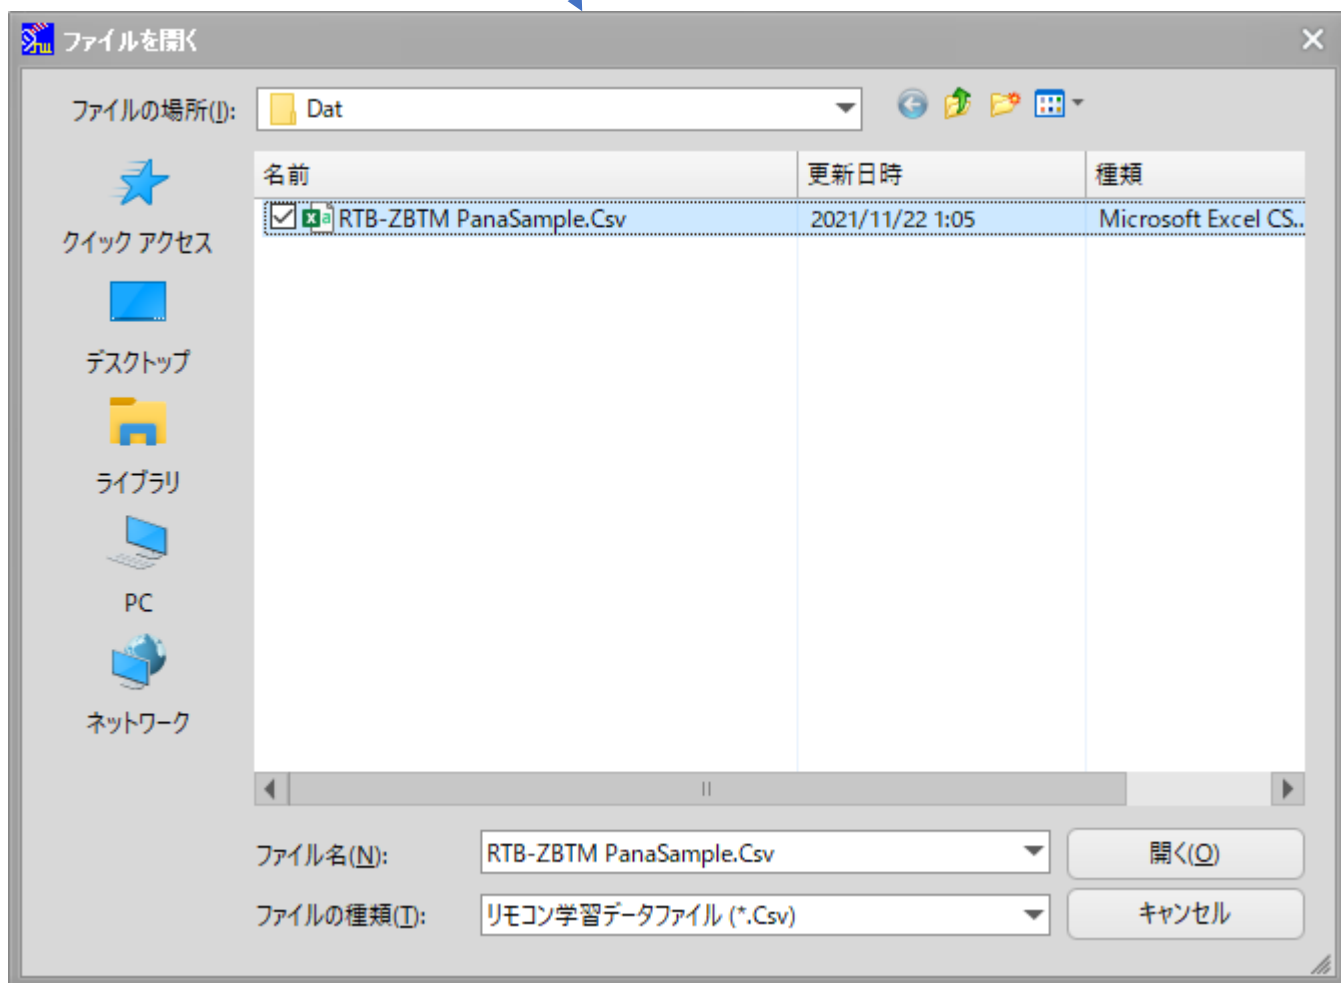 ファイルを開く
ファイルの場所(I):
Dat
名前 更新日時 種類
RTB-ZBTM PanaSample.Csv 2021/11/22 1:05 Microsoft Excel CS...
クイック アクセス
デスクトップ
ライブラリ
PC
ネットワーク
ファイル名(N): RTB-ZBTM PanaSample.Csv 開く(O)
ファイルの種類(T): リモコン学習データファイル (*.Csv) キャンセル